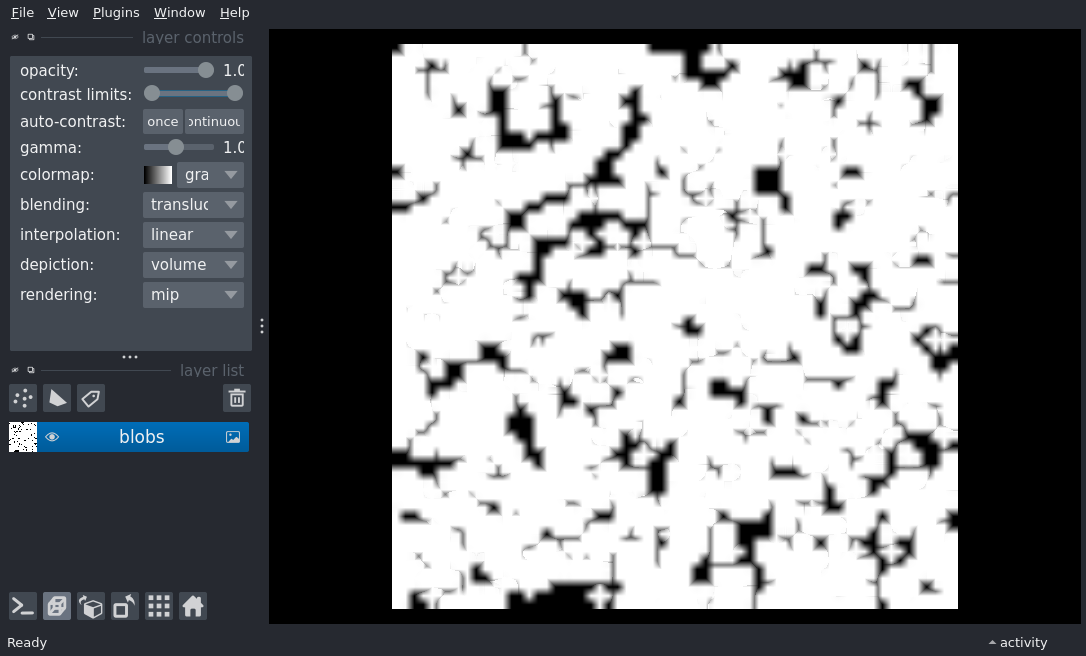 File View Plugins Window Help
layer controls
opacity: 1.0
contrast limits:
auto-contrast: once ontinuou
gamma: 1.0
colormap: gra
blending: transluc
interpolation: linear
depiction: volume
rendering: mip
layer list
blobs
Ready activity